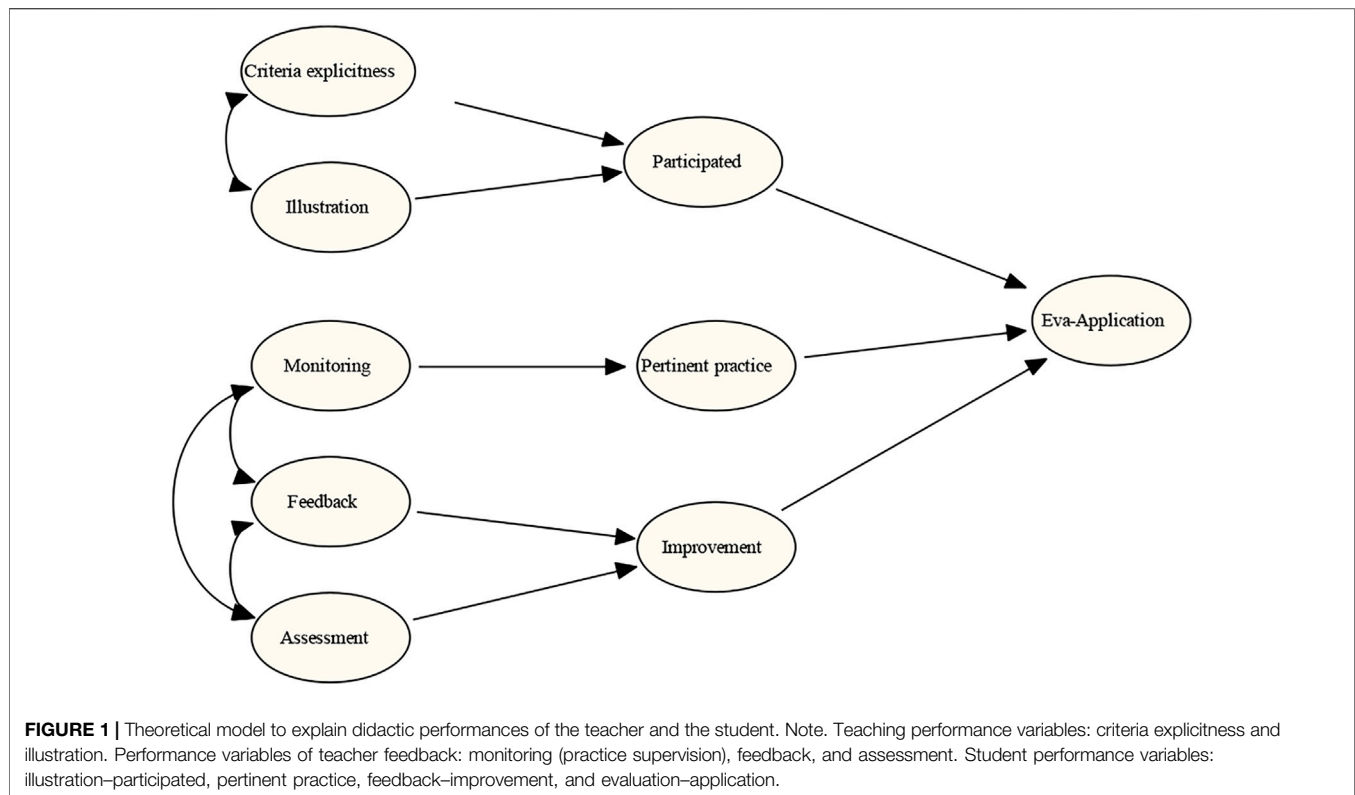 Criteria explicitness
Illustration
Participated
Eva-Application
Monitoring
Pertinent practice
Feedback
Improvement
Assessment
FIGURE 1 | Theoretical model to explain didactic performances of the teacher and the student. Note. Teaching performance variables: criteria explicitness and
illustration. Performance variables of teacher feedback: monitoring (practice supervision), feedback, and assessment. Student performance variables:
illustration–participated, pertinent practice, feedback–improvement, and evaluation–application.